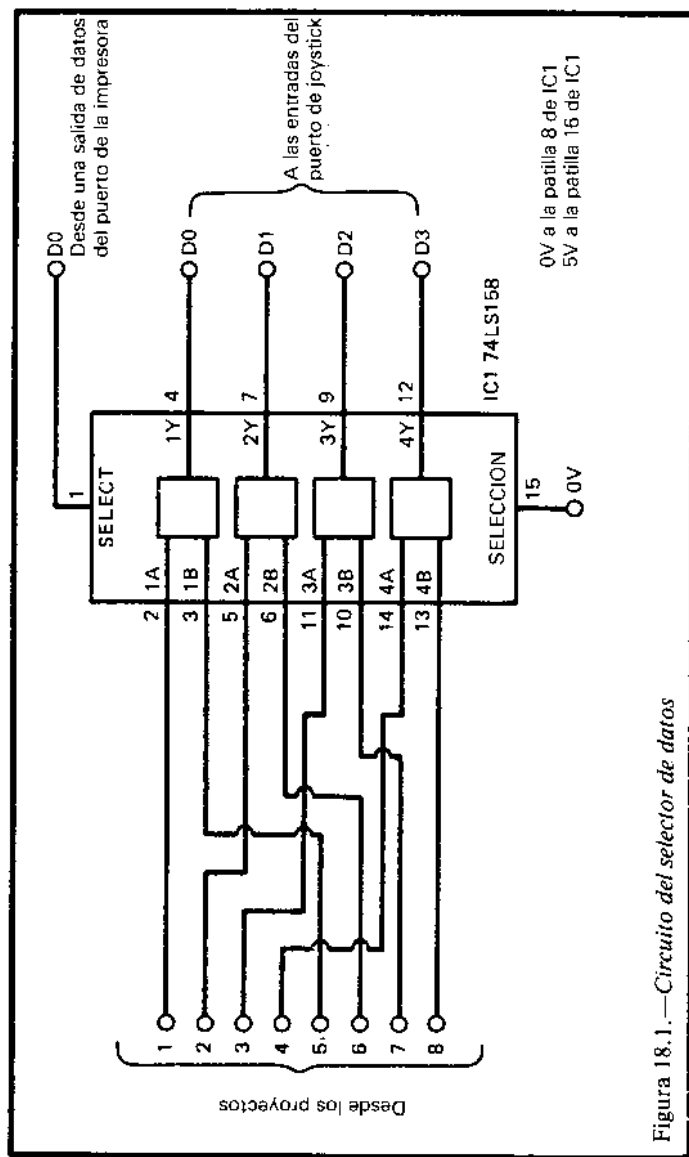 D0
Desde una salida de datos
del puerto de la impresora
1
SELECT
2 1A
3 1B
5 2A
6 2B
11 3A
10 3B
14 4A
13 4B
1Y 4
2Y 7
3Y 9
4Y 12
D0
D1
D2
D3
A las entradas del
puerto de joystick
SELECCION
15
0V
IC1 74LS158
0V a la patilla 8 de IC1
5V a la patilla 16 de IC1
1
2
3
4
5
6
7
8
Desde los proyectos
Figura 18.1.—Circuito del selector de datos